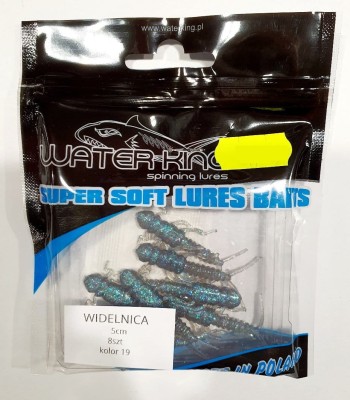 www.waterking.pl
WATER-KING
spinning lures
SUPER SOFT LURES BAITS
WIDELNICA
5cm
8szt
kolor 19
IN POLAND